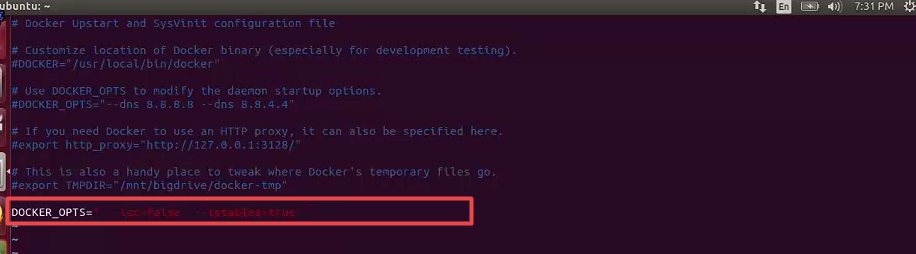 ubuntu: ~
En
7:31 PM
# Docker Upstart and SysVinit configuration file
# Customize location of Docker binary (especially for development testing).
#DOCKER="/usr/local/bin/docker"
# Use DOCKER_OPTS to modify the daemon startup options.
#DOCKER_OPTS="--dns 8.8.8.8 --dns 8.8.4.4"
# If you need Docker to use an HTTP proxy, it can also be specified here.
#export http_proxy="http://127.0.0.1:3128/"
# This is also a handy place to tweak where Docker's temporary files go.
#export TMPDIR="/mnt/bigdrive/docker-tmp"
DOCKER_OPTS=" --icc=false --iptables=true
~
~